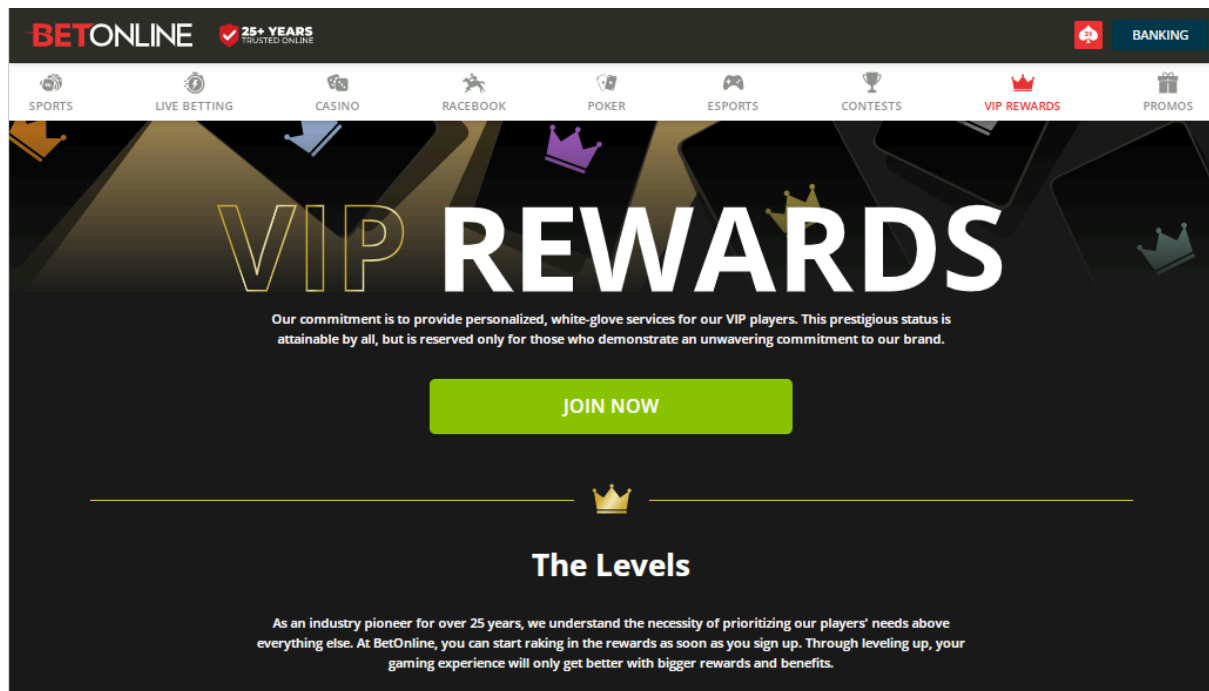 BETONLINE
25+ YEARS
TRUSTED ONLINE
BANKING
SPORTS
LIVE BETTING
CASINO
RACEBOOK
POKER
ESPORTS
CONTESTS
VIP REWARDS
PROMOS
VIP REWARDS
Our commitment is to provide personalized, white-glove services for our VIP players. This prestigious status is
attainable by all, but is reserved only for those who demonstrate an unwavering commitment to our brand.
JOIN NOW
The Levels
As an industry pioneer for over 25 years, we understand the necessity of prioritizing our players' needs above
everything else. At BetOnline, you can start raking in the rewards as soon as you sign up. Through leveling up, your
gaming experience will only get better with bigger rewards and benefits.